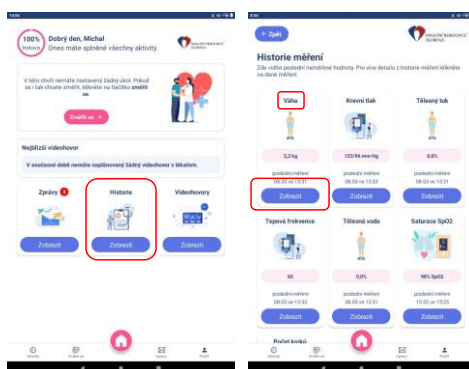 100%
hotovo
Dobrý den, Michal
Dnes máte splněné všechny aktivity.
FAKULTNÍ NEMOCNICE
OLOMOUC
V této chvíli nemáte nastavený žádný úkol. Pokud
se i tak chcete změřit, klikněte na tlačítko změřit
se
Změřit se →
Nejbližší videohovor
V současné době nemáte naplánovaný žádný videohovor s lékařem.
Zprávy
Historie
Videohovory
Zobrazit
Zobrazit
Zobrazit
← Zpět
FAKULTNÍ NEMOCNICE
OLOMOUC
Historie měření
Zde vidíte poslední naměřené hodnoty. Pro více detailu z historie měření klikněte
na dané měření.
Váha
Krevní tlak
Tělesný tuk
3,2 kg
123/96 mm Hg
0,0%
poslední měření
08.03 ve 13:31
poslední měření
08.03 ve 13:33
poslední měření
08.03 ve 13:31
Zobrazit
Zobrazit
Zobrazit
Tepová frekvence
Tělesná voda
Saturace SpO2
65
0,0%
98% SpO2
poslední měření
08.03 ve 13:33
poslední měření
08.03 ve 13:31
poslední měření
15.02 ve 15:25
Zobrazit
Zobrazit
Zobrazit
Počet kroků